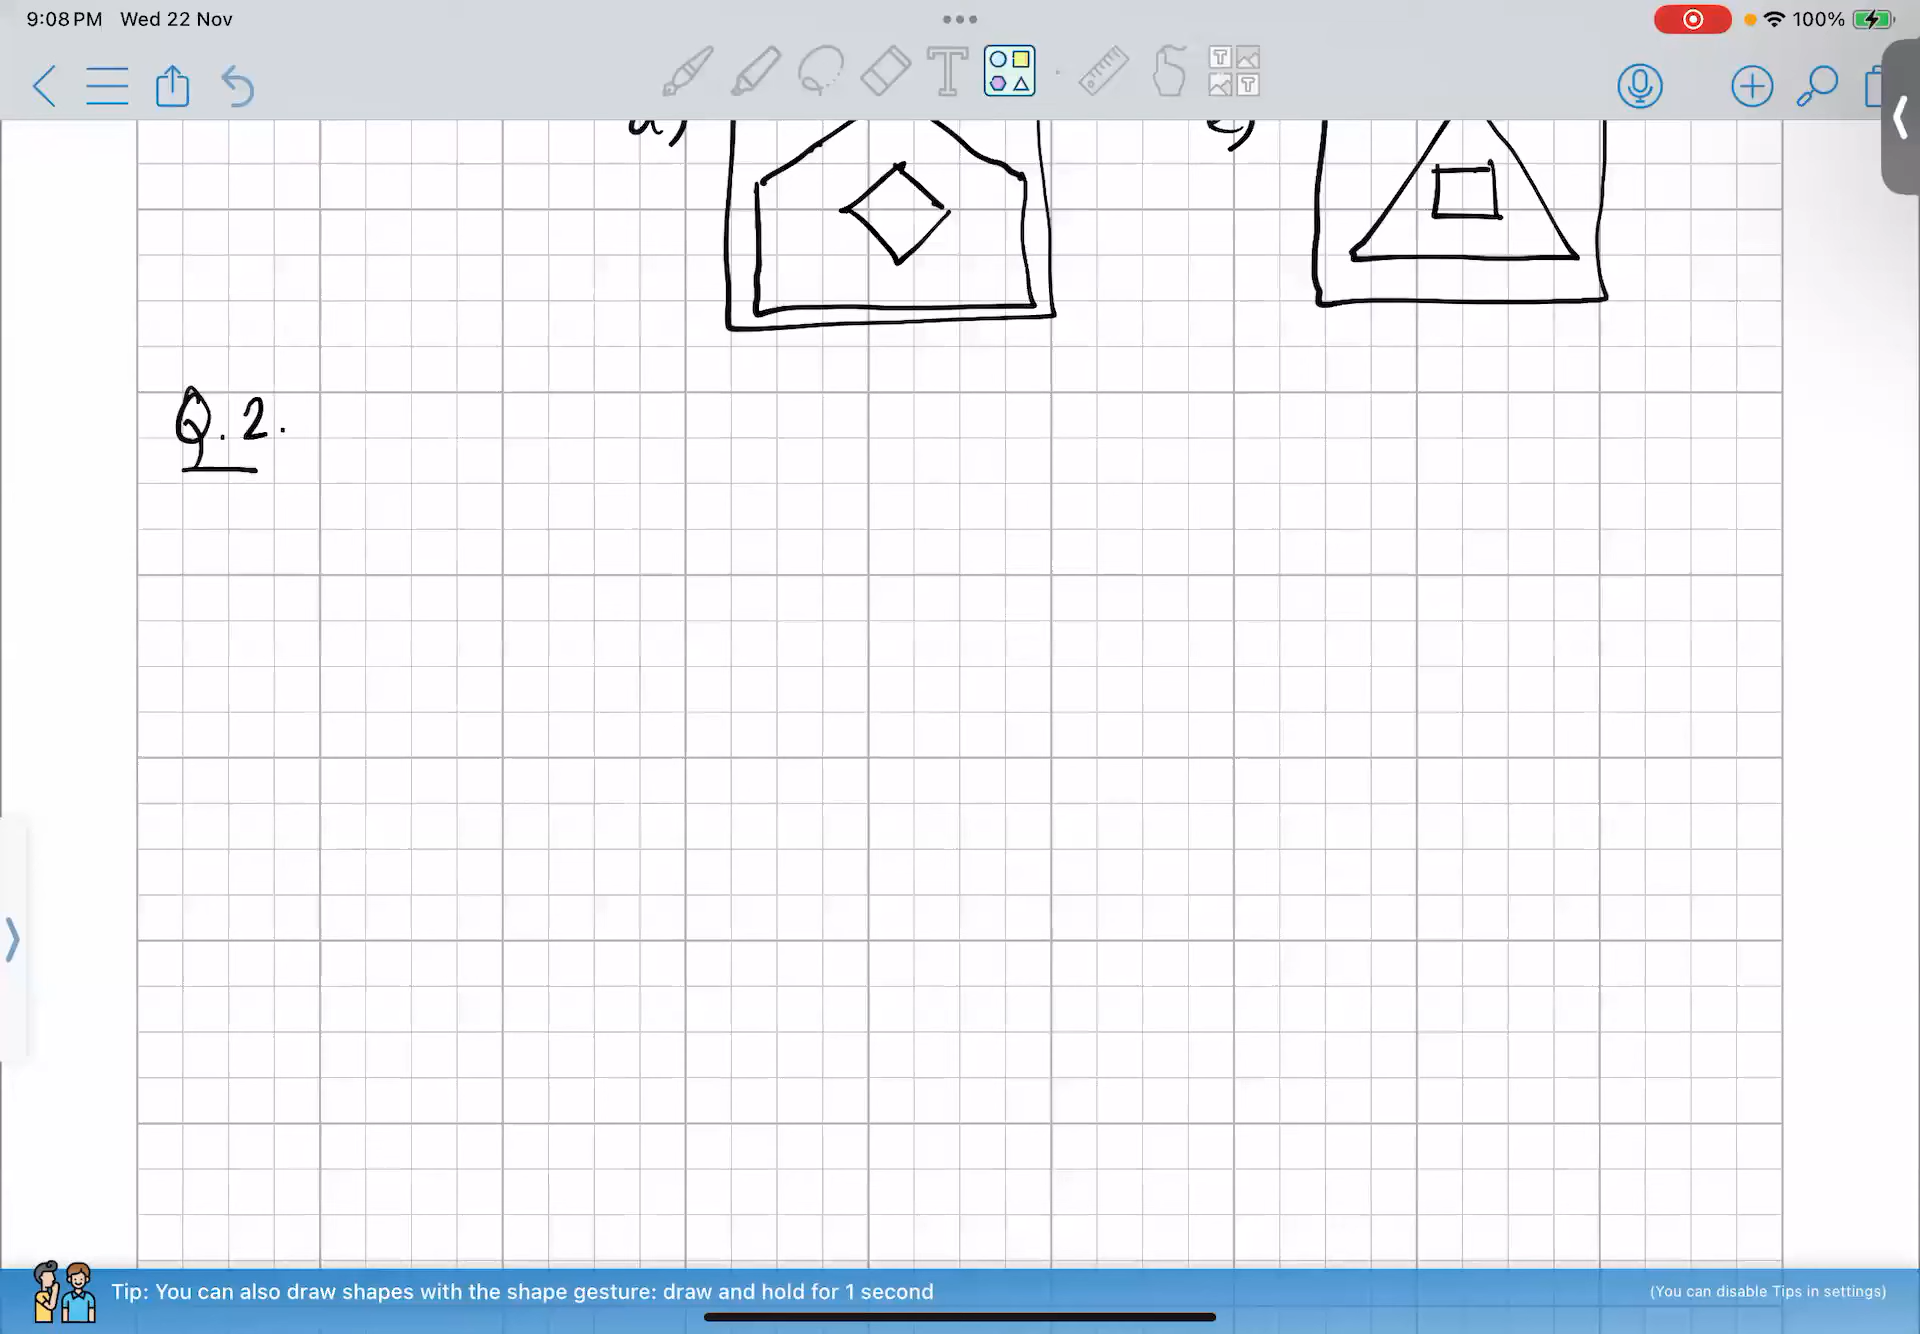 9:08 PM Wed 22 Nov
100%
Q. 2.
Tip: You can also draw shapes with the shape gesture: draw and hold for 1 second
(You can disable Tips in settings)